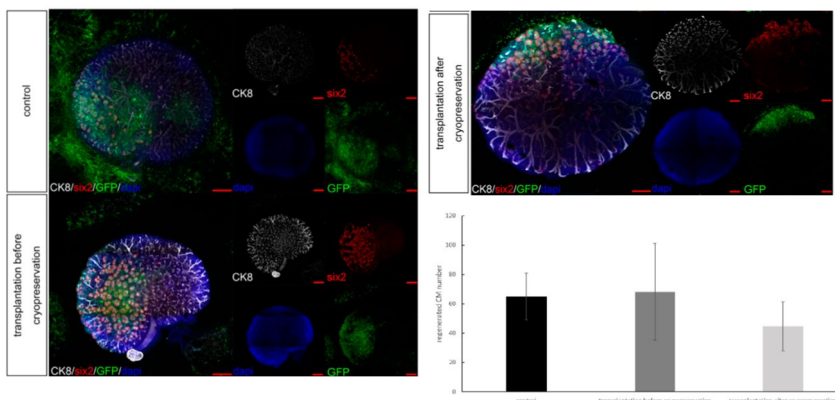 control
CK8
six2
dapi
GFP
CK8/six2/GFP/dapi
transplantation before
cryopreservation
CK8
six2
dapi
GFP
CK8/six2/GFP/dapi
transplantation after
cryopreservation
CK8
six2
dapi
GFP
CK8/six2/GFP/dapi
regenerated CM number
120
100
80
60
40
20
0